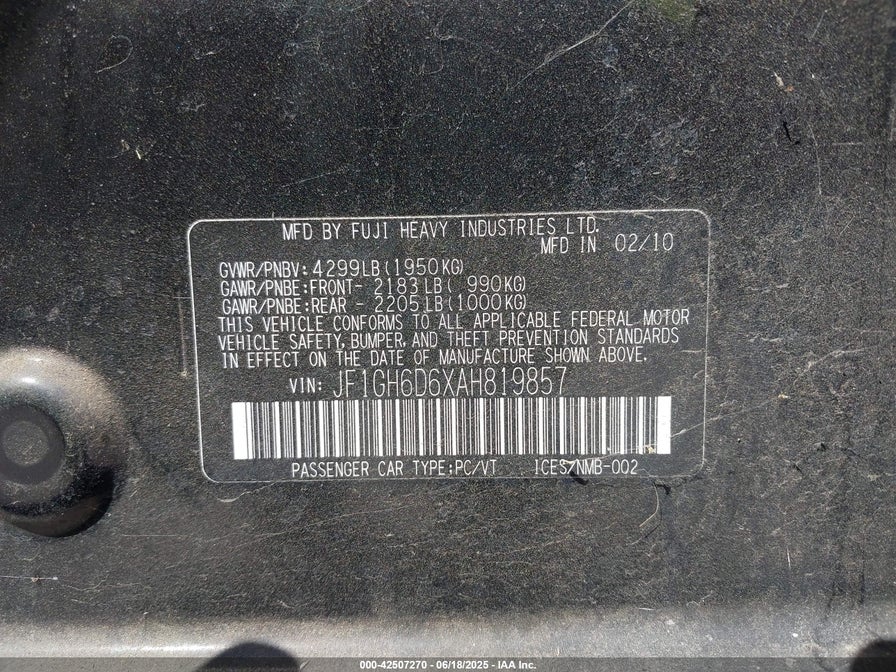 MFD BY FUJI HEAVY INDUSTRIES LTD.
MFD IN 02/10
GVWR/PNBV: 4299LB(1950KG)
GAWR/PNBE:FRONT- 2183LB( 990KG)
GAWR/PNBE:REAR - 2205LB(1000KG)
THIS VEHICLE CONFORMS TO ALL APPLICABLE FEDERAL MOTOR
VEHICLE SAFETY, BUMPER, AND THEFT PREVENTION STANDARDS
IN EFFECT ON THE DATE OF MANUFACTURE SHOWN ABOVE.
VIN: JF1GH6D6XAH819857
PASSENGER CAR TYPE:PC/VT ICES/NMB-002
000-42507270 - 06/18/2025 - IAA Inc.